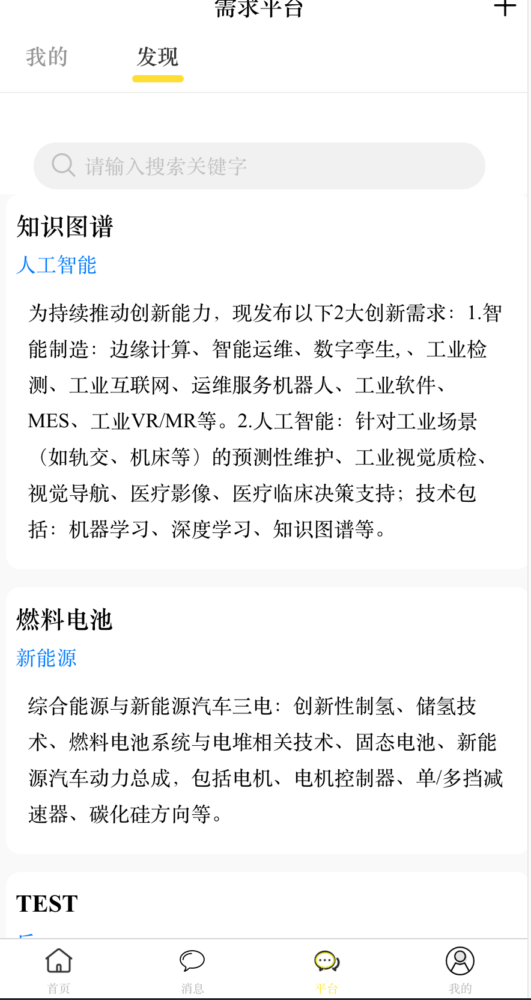 需求平台
我的 发现
请输入搜索关键字
知识图谱
人工智能
为持续推动创新能力，现发布以下2大创新需求：1.智
能制造：边缘计算、智能运维、数字孪生,、工业检
测、工业互联网、运维服务机器人、工业软件、
MES、工业VR/MR等。2.人工智能：针对工业场景
（如轨交、机床等）的预测性维护、工业视觉质检、
视觉导航、医疗影像、医疗临床决策支持；技术包
括：机器学习、深度学习、知识图谱等。
燃料电池
新能源
综合能源与新能源汽车三电：创新性制氢、储氢技
术、燃料电池系统与电堆相关技术、固态电池、新能
源汽车动力总成，包括电机、电机控制器、单/多挡减
速器、碳化硅方向等。
TEST
首页 消息 平台 我的